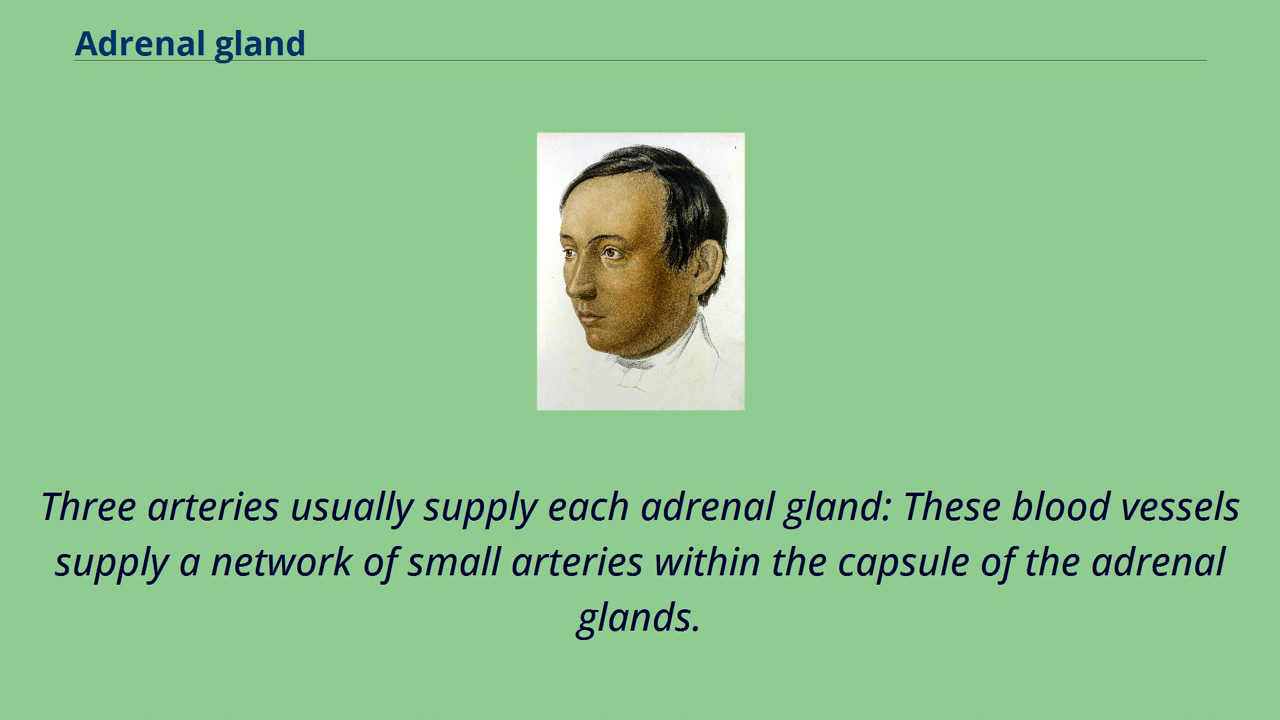 Adrenal gland
Three arteries usually supply each adrenal gland: These blood vessels
supply a network of small arteries within the capsule of the adrenal
glands.